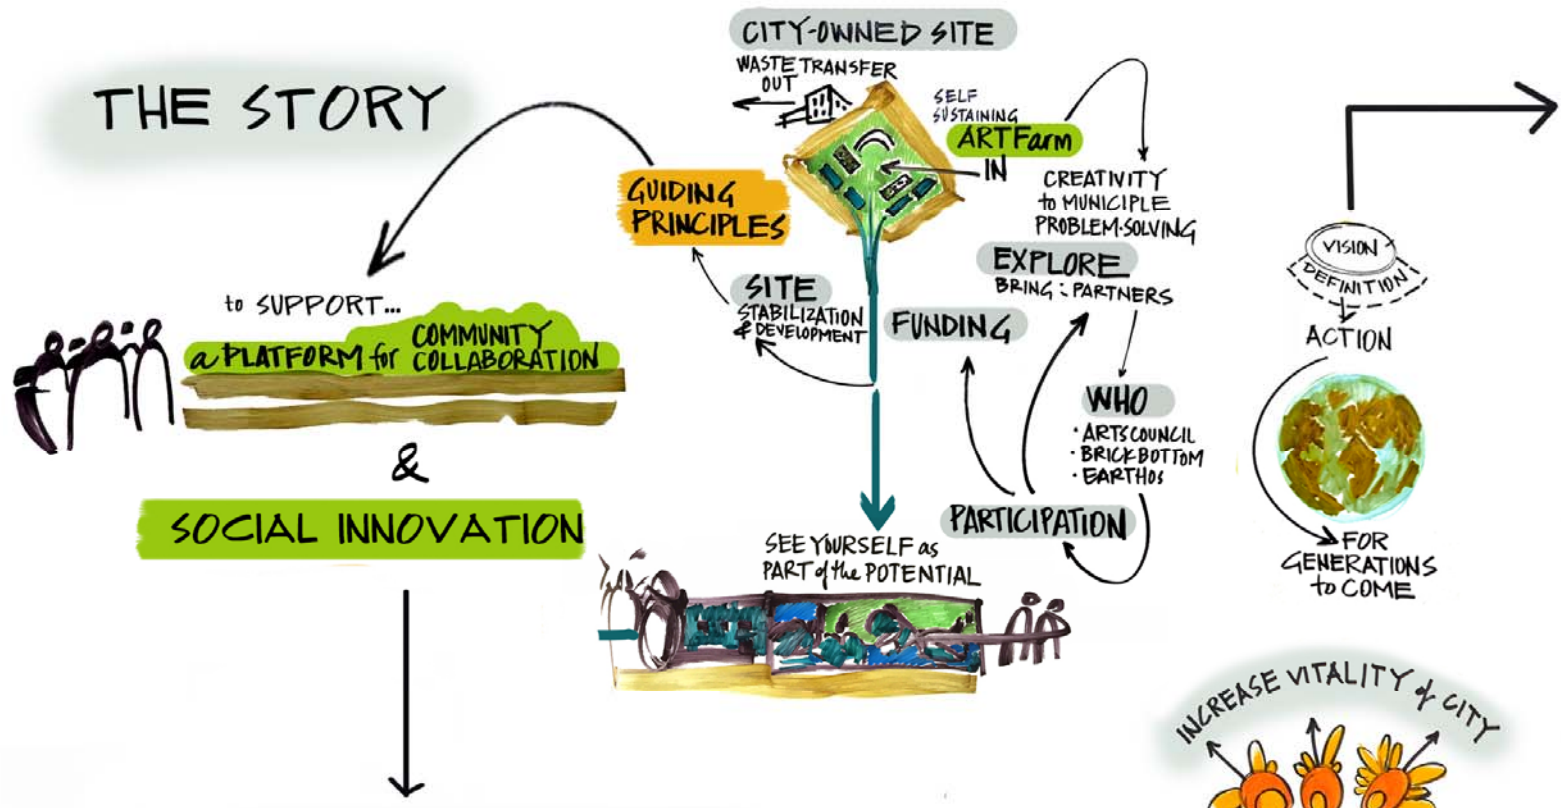 THE STORY
CITY-OWNED SITE
WASTE TRANSFER
OUT
SELF
SUSTAINING
ARTFarm
IN
CREATIVITY
to MUNICIPLE
PROBLEM-SOLVING
GUIDING
PRINCIPLES
SITE
STABILIZATION
& DEVELOPMENT
to SUPPORT...
a PLATFORM for COMMUNITY
COLLABORATION
&
SOCIAL INNOVATION
FUNDING
EXPLORE
BRING : PARTNERS
WHO
• ARTS COUNCIL
• BRICKBOTTOM
• EARTHOS
PARTICIPATION
SEE YOURSELF as
PART of the POTENTIAL
VISION
DEFINITION
ACTION
FOR
GENERATIONS
to COME
INCREASE VITALITY of CITY